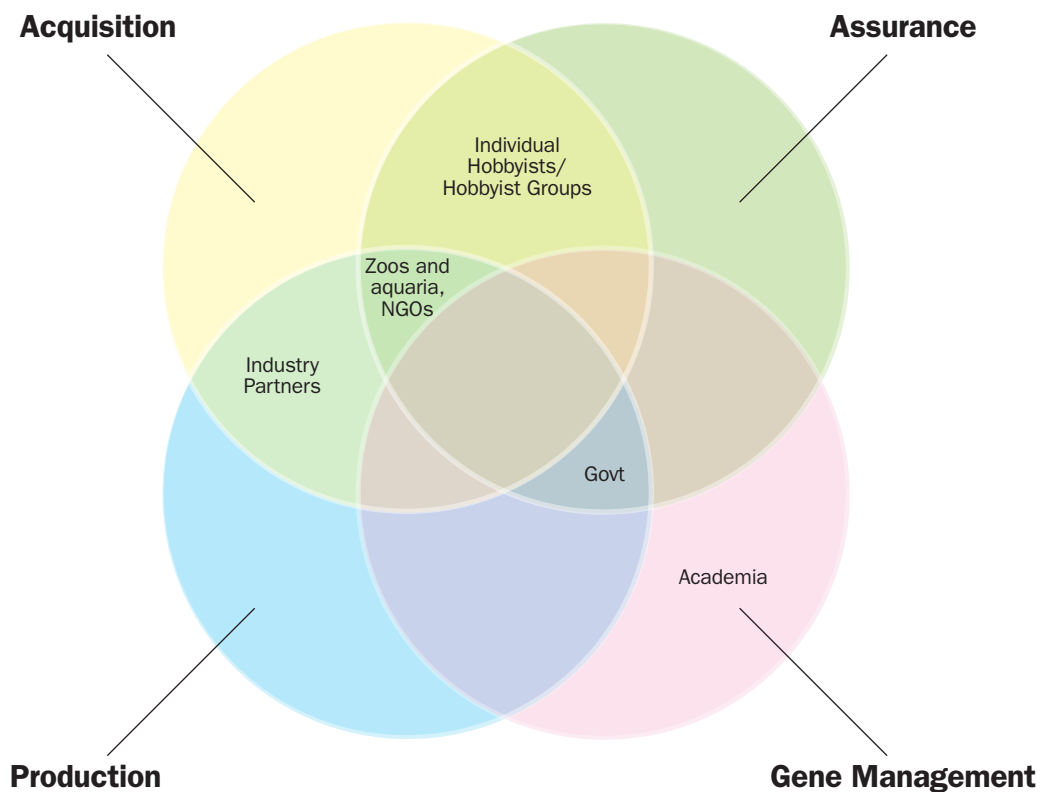 Acquisition
Assurance
Individual
Hobbyists/
Hobbyist Groups
Zoos and
aquaria,
NGOs
Industry
Partners
Govt
Academia
Production
Gene Management